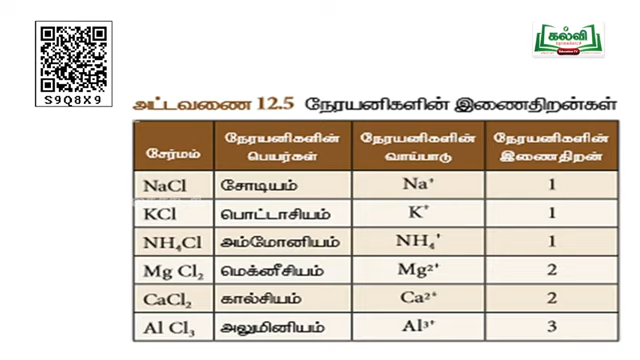 கல்வி
S9Q8X9
அட்டவணை 12.5 நேரயனிகளின் இணைதிறன்கள்
சேர்மம் நேரயனிகளின் பெயர்கள் நேரயனிகளின் வாய்பாடு நேரயனிகளின் இணைதிறன்
NaCl சோடியம் Na⁺ 1
KCl பொட்டாசியம் K⁺ 1
NH₄Cl அம்மோனியம் NH₄⁺ 1
Mg Cl₂ மெக்னீசியம் Mg²⁺ 2
CaCl₂ கால்சியம் Ca²⁺ 2
Al Cl₃ அலுமினியம் Al³⁺ 3